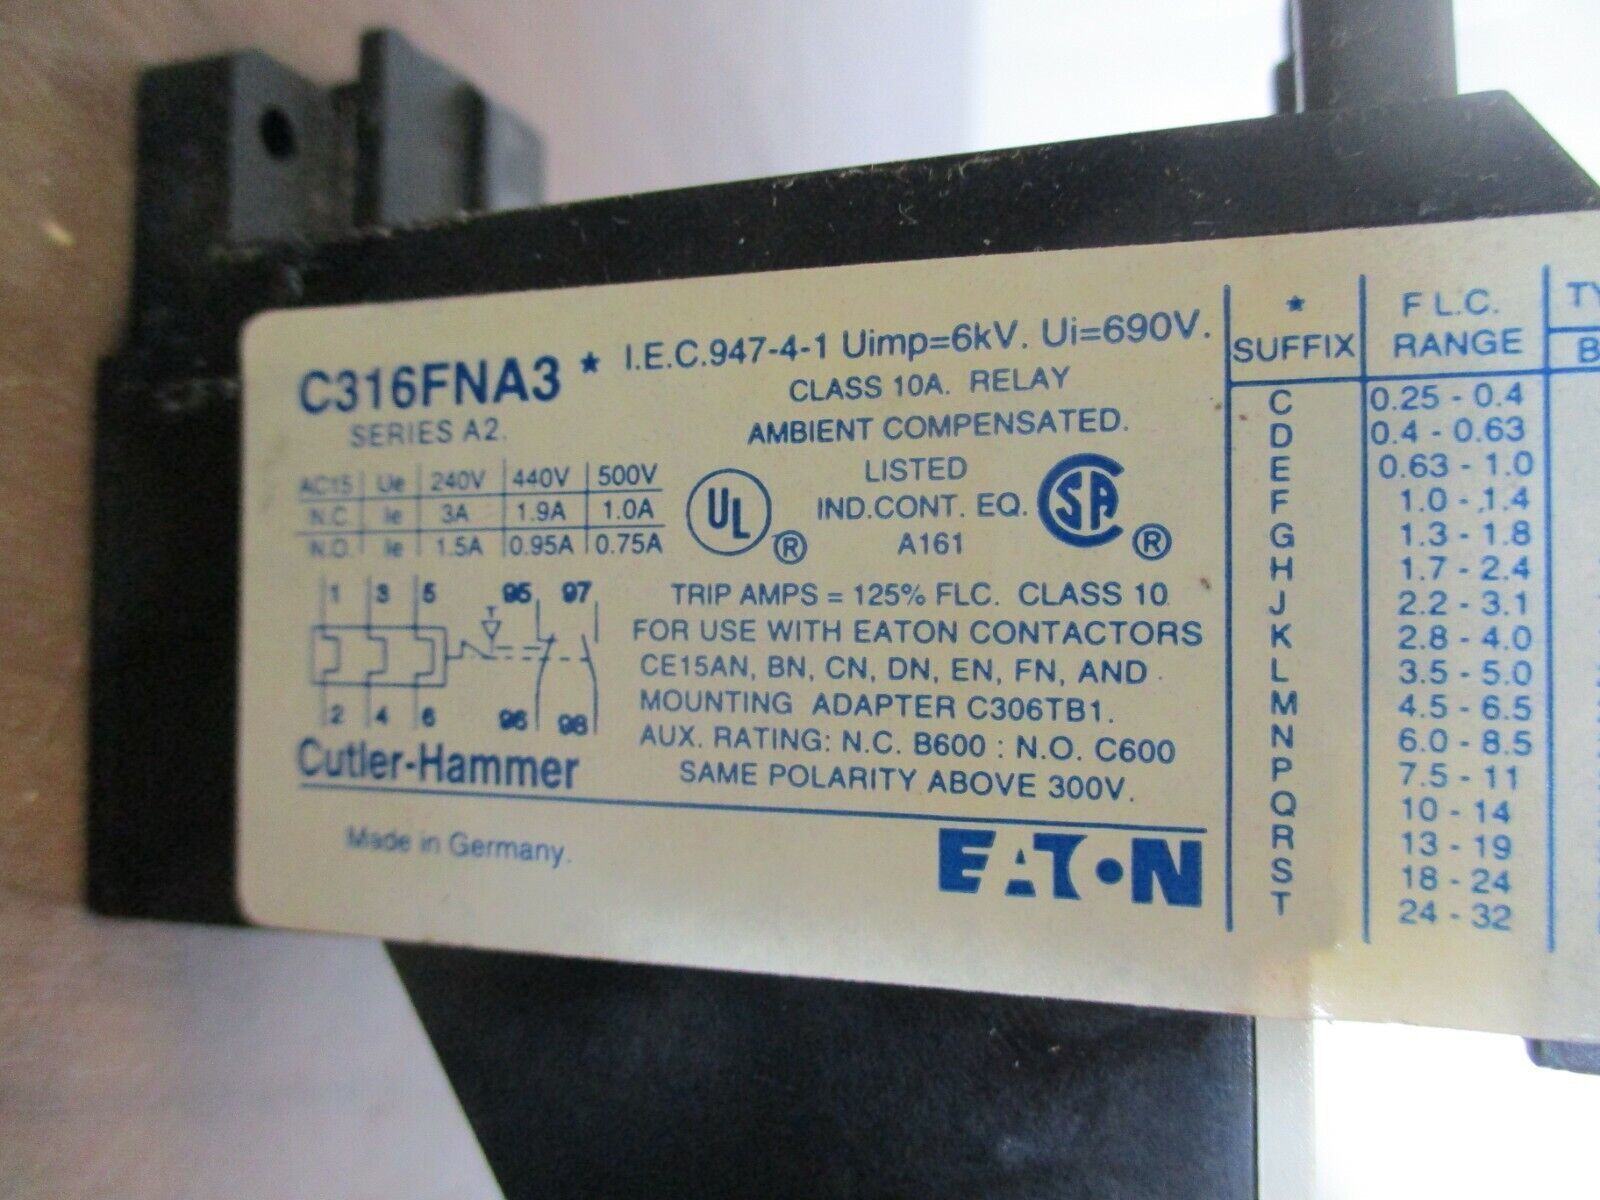 C316FNA3 * I.E.C.947-4-1 Uimp=6kV. Ui=690V.
SERIES A2.
CLASS 10A. RELAY
AMBIENT COMPENSATED.
AC15 Ue 240V 440V 500V
N.C. Ie 3A 1.9A 1.0A
N.O. Ie 1.5A 0.95A 0.75A
UL ®
LISTED
IND.CONT. EQ.
A161
SA ®
1 3 5 95 97
T
2 4 6 96 98
TRIP AMPS = 125% FLC. CLASS 10
FOR USE WITH EATON CONTACTORS
CE15AN, BN, CN, DN, EN, FN, AND
MOUNTING ADAPTER C306TB1.
AUX. RATING: N.C. B600 : N.O. C600
SAME POLARITY ABOVE 300V.
Cutler-Hammer
Made in Germany.
EATON
* SUFFIX F L.C. RANGE
C 0.25 - 0.4
D 0.4 - 0.63
E 0.63 - 1.0
F 1.0 - 1.4
G 1.3 - 1.8
H 1.7 - 2.4
J 2.2 - 3.1
K 2.8 - 4.0
L 3.5 - 5.0
M 4.5 - 6.5
N 6.0 - 8.5
P 7.5 - 11
Q 10 - 14
R 13 - 19
S 18 - 24
T 24 - 32
TY
B